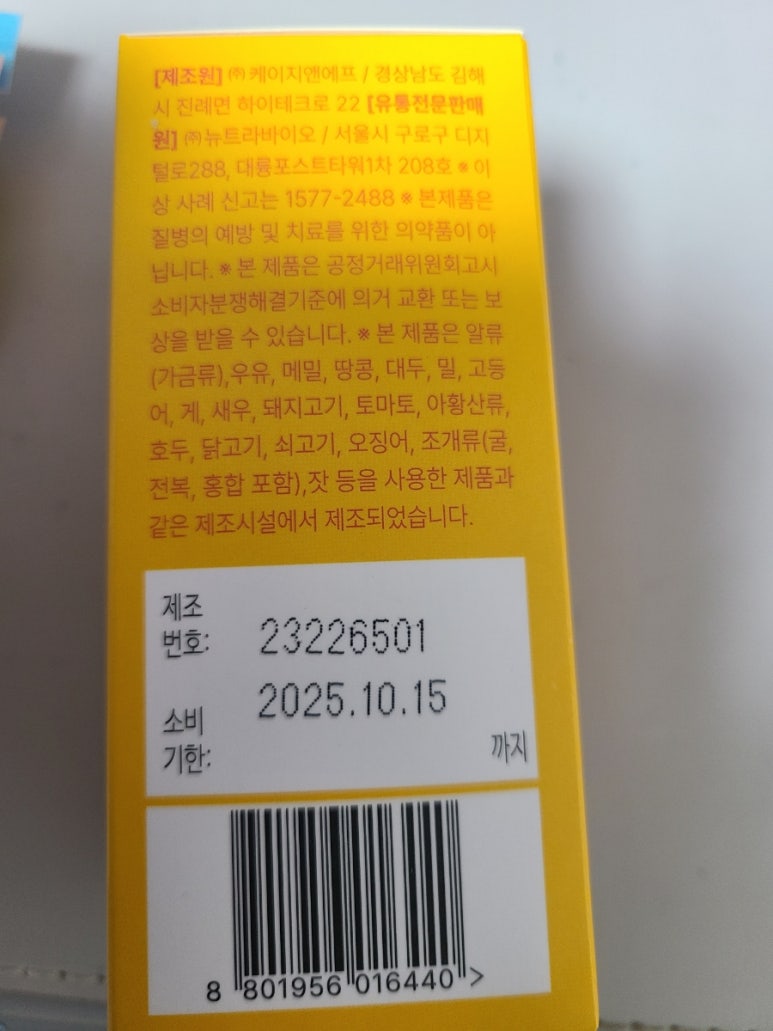 [제조원] ㈜케이지앤에프 / 경상남도 김해
시 진례면 하이테크로 22 [유통전문판매
원] ㈜뉴트라바이오 / 서울시 구로구 디지
털로288, 대륭포스트타워1차 208호 ※ 이
상 사례 신고는 1577-2488 ※ 본제품은
질병의 예방 및 치료를 위한 의약품이 아
닙니다. ※ 본 제품은 공정거래위원회고시
소비자분쟁해결기준에 의거 교환 또는 보
상을 받을 수 있습니다. ※ 본 제품은 알류
(가금류),우유, 메밀, 땅콩, 대두, 밀, 고등
어, 게, 새우, 돼지고기, 토마토, 아황산류,
호두, 닭고기, 쇠고기, 오징어, 조개류(굴,
전복, 홍합 포함),잣 등을 사용한 제품과
같은 제조시설에서 제조되었습니다.
제조
번호: 23226501
소비
기한: 2025.10.15 까지
8 801956 016440 >